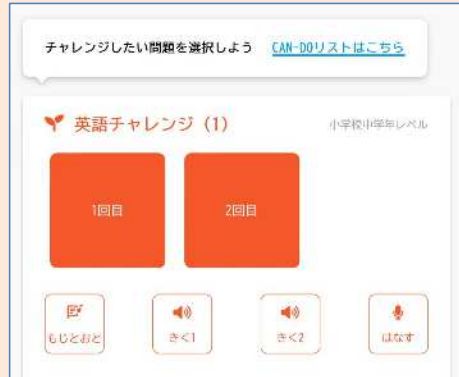 チャレンジしたい問題を選択しよう CAN-DOリストはこちら
英語チャレンジ（1） 小学校中学年レベル
1回目 2回目
もじとおと きく1 きく2 はなす